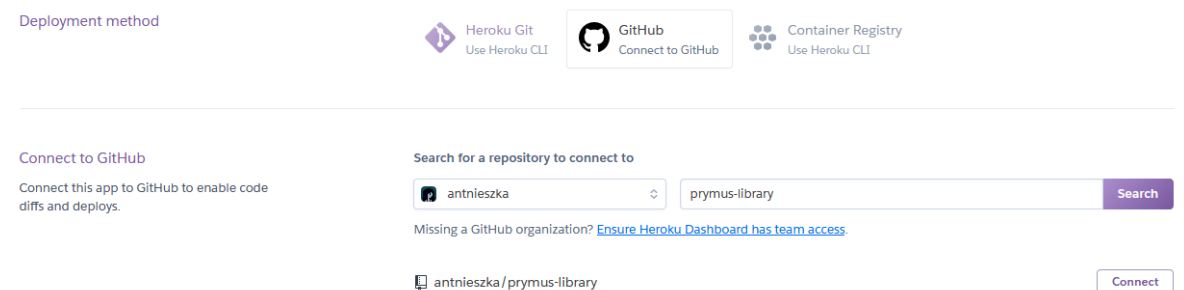 Deployment method
Heroku Git
Use Heroku CLI
GitHub
Connect to GitHub
Container Registry
Use Heroku CLI
Connect to GitHub
Connect this app to GitHub to enable code
diffs and deploys.
Search for a repository to connect to
antnieszka
prymus-library
Search
Missing a GitHub organization? Ensure Heroku Dashboard has team access.
antnieszka/prymus-library
Connect